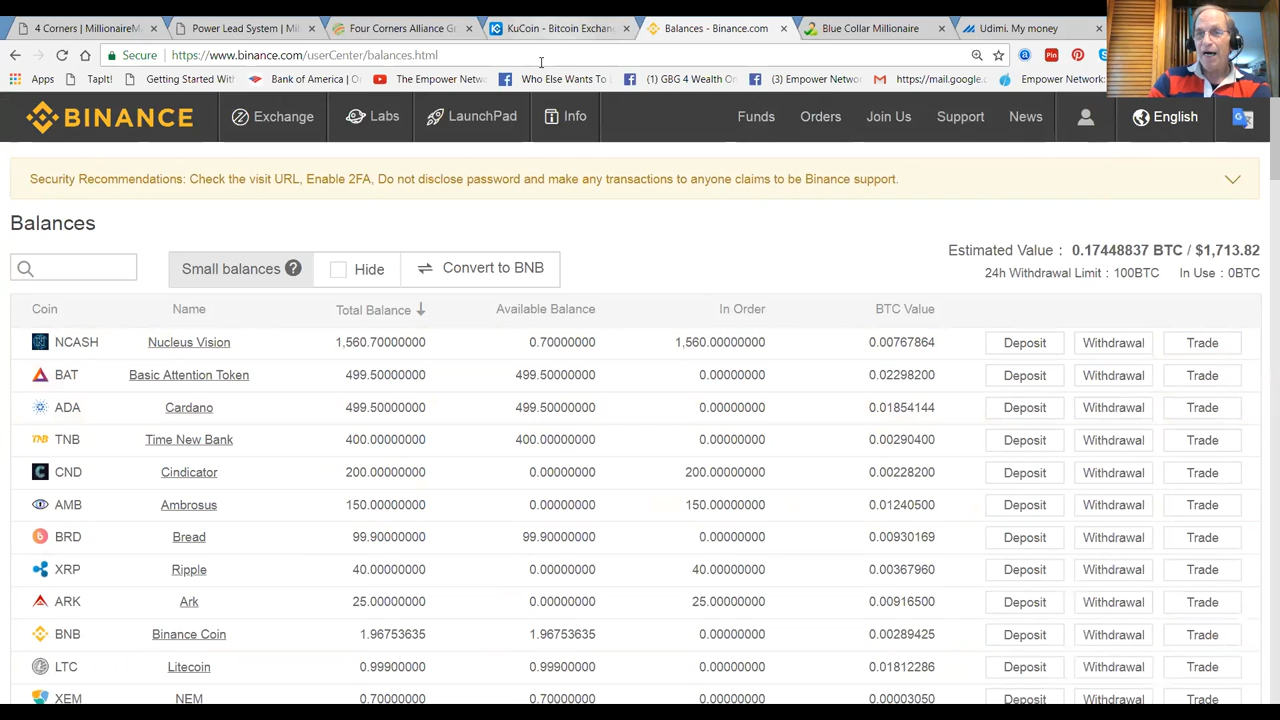 4 Corners | MillionaireM
Power Lead System | Mil
Four Corners Alliance Gr
KuCoin - Bitcoin Exchan
Balances - Binance.com
Blue Collar Millionaire
Udimi. My money
Secure
https://www.binance.com/userCenter/balances.html
Apps
TapIt!
Getting Started With
Bank of America | O
The Empower Netw
Who Else Wants To
(1) GBG 4 Wealth On
(3) Empower Networ
https://mail.google.c
Empower Network:
BINANCE
Exchange
Labs
LaunchPad
Info
Funds
Orders
Join Us
Support
News
English
Security Recommendations: Check the visit URL, Enable 2FA, Do not disclose password and make any transactions to anyone claims to be Binance support.
Balances
Estimated Value : 0.17448837 BTC / $1,713.82
Small balances ? Hide Convert to BNB
24h Withdrawal Limit : 100BTC In Use : 0BTC
Coin Name Total Balance Available Balance In Order BTC Value
NCASH Nucleus Vision 1,560.70000000 0.70000000 1,560.00000000 0.00767864 Deposit Withdrawal Trade
BAT Basic Attention Token 499.50000000 499.50000000 0.00000000 0.02298200 Deposit Withdrawal Trade
ADA Cardano 499.50000000 499.50000000 0.00000000 0.01854144 Deposit Withdrawal Trade
TNB Time New Bank 400.00000000 400.00000000 0.00000000 0.00290400 Deposit Withdrawal Trade
CND Cindicator 200.00000000 0.00000000 200.00000000 0.00228200 Deposit Withdrawal Trade
AMB Ambrosus 150.00000000 0.00000000 150.00000000 0.01240500 Deposit Withdrawal Trade
BRD Bread 99.90000000 99.90000000 0.00000000 0.00930169 Deposit Withdrawal Trade
XRP Ripple 40.00000000 0.00000000 40.00000000 0.00367960 Deposit Withdrawal Trade
ARK Ark 25.00000000 0.00000000 25.00000000 0.00916500 Deposit Withdrawal Trade
BNB Binance Coin 1.96753635 1.96753635 0.00000000 0.00289425 Deposit Withdrawal Trade
LTC Litecoin 0.99900000 0.99900000 0.00000000 0.01812286 Deposit Withdrawal Trade
XEM NEM 0.70000000 0.70000000 0.00000000 0.00003050 Deposit Withdrawal Trade